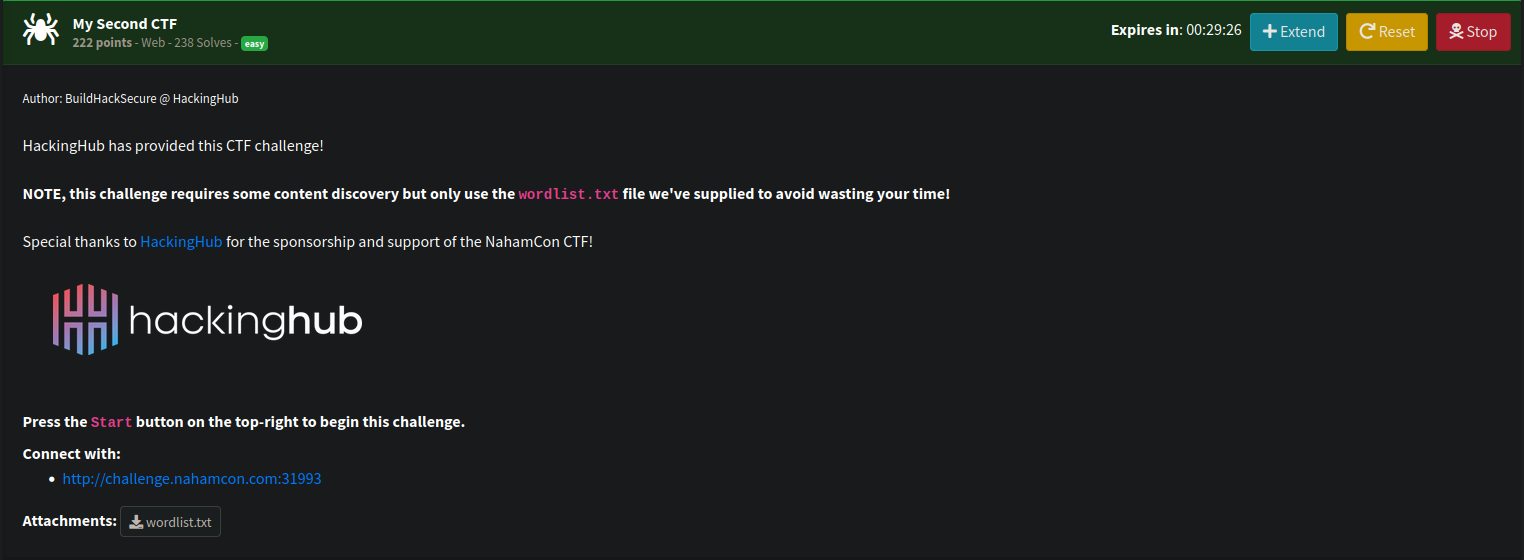 My Second CTF
222 points - Web - 238 Solves - easy
Expires in: 00:29:26
Extend
Reset
Stop
Author: BuildHackSecure @ HackingHub
HackingHub has provided this CTF challenge!
NOTE, this challenge requires some content discovery but only use the wordlist.txt file we've supplied to avoid wasting your time!
Special thanks to HackingHub for the sponsorship and support of the NahamCon CTF!
hackinghub
Press the Start button on the top-right to begin this challenge.
Connect with:
• http://challenge.nahamcon.com:31993
Attachments: wordlist.txt